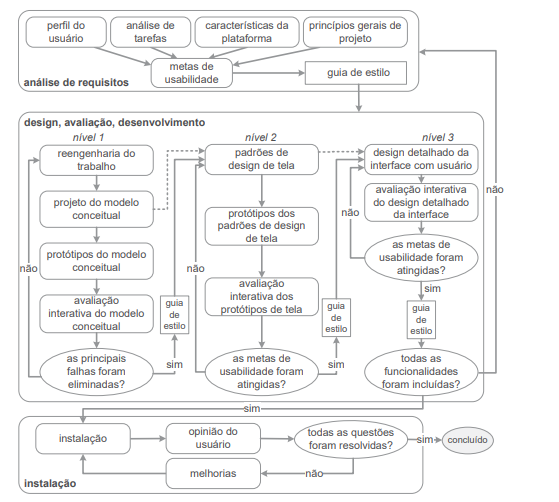 perfil do
usuário
análise de
tarefas
características da
plataforma
princípios gerais de
projeto
metas de
usabilidade
guia de estilo
análise de requisitos
design, avaliação, desenvolvimento
nível 1
nível 2
nível 3
reengenharia do
trabalho
projeto do modelo
conceitual
protótipos do modelo
conceitual
avaliação
interativa do modelo
conceitual
as principais
falhas foram
eliminadas?
não
sim
guia
de
estilo
padrões de
design de tela
protótipos dos
padrões de design
de tela
avaliação
interativa dos
protótipos de tela
as metas de
usabilidade foram
atingidas?
não
sim
guia
de
estilo
design detalhado da
interface com usuário
avaliação interativa
do design detalhado
da interface
as metas de
usabilidade foram
atingidas?
não
sim
guia
de
estilo
todas as
funcionalidades
foram incluídas?
não
sim
instalação
opinião do
usuário
todas as questões
foram resolvidas?
sim
concluído
não
melhorias
instalação